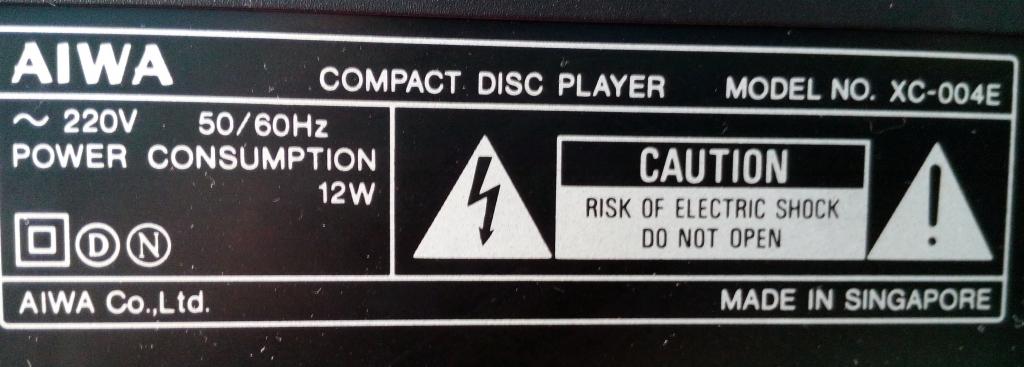 AIWA
COMPACT DISC PLAYER
MODEL NO. XC-004E
~ 220V 50/60Hz
POWER CONSUMPTION
12W
D N
CAUTION
RISK OF ELECTRIC SHOCK
DO NOT OPEN
AIWA Co.,Ltd.
MADE IN SINGAPORE